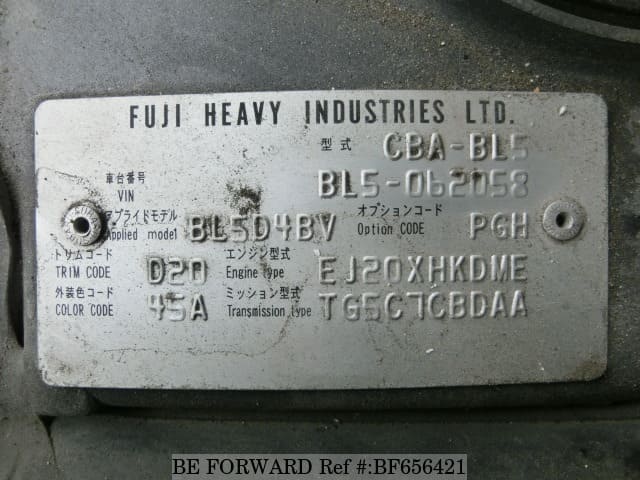 FUJI HEAVY INDUSTRIES LTD.
型式 CBA-BL5
車台番号 VIN BL5-062058
アプライドモデル Applied model BL5D4BV オプションコード Option CODE PGH
トリムコード TRIM CODE D20 エンジン型式 Engine type EJ20XHKDME
外装色コード COLOR CODE 45A ミッション型式 Transmission type TG5C7CBDAA
BE FORWARD Ref #:BF656421